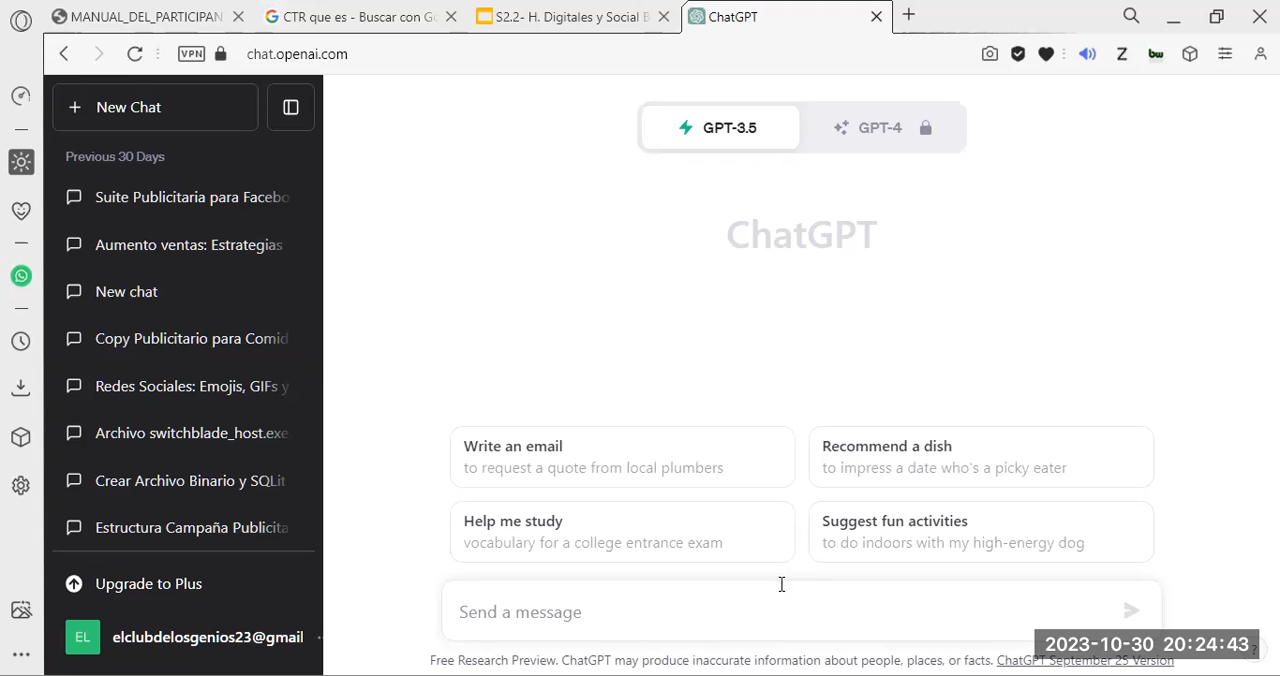 MANUAL_DEL_PARTICIPAN
CTR que es - Buscar con Go
S2.2- H. Digitales y Social B
ChatGPT
VPN
chat.openai.com
Z
bw
New Chat
Previous 30 Days
Suite Publicitaria para Facebo
Aumento ventas: Estrategias
New chat
Copy Publicitario para Comid
Redes Sociales: Emojis, GIFs y
Archivo switchblade_host.exe
Crear Archivo Binario y SQLit
Estructura Campaña Publicita
Upgrade to Plus
EL
elclubdelosgenios23@gmail
GPT-3.5
GPT-4
ChatGPT
Write an email
to request a quote from local plumbers
Recommend a dish
to impress a date who's a picky eater
Help me study
vocabulary for a college entrance exam
Suggest fun activities
to do indoors with my high-energy dog
Send a message
2023-10-30 20:24:43
Free Research Preview. ChatGPT may produce inaccurate information about people, places, or facts. ChatGPT September 25 Version
?